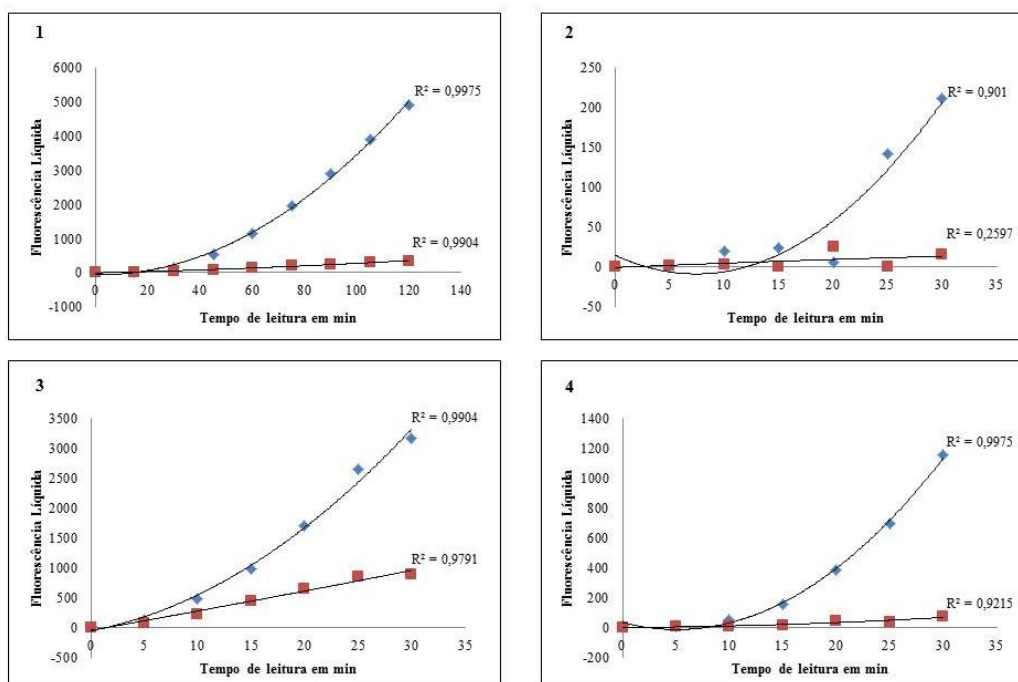 1
6000
5000
4000
3000
2000
1000
0
-1000
Fluorescência Líquida
R² = 0,9975
R² = 0,9904
0 20 40 60 80 100 120 140
Tempo de leitura em min
2
250
200
150
100
50
0
-50
Fluorescência Líquida
R² = 0,901
R² = 0,2597
0 5 10 15 20 25 30 35
Tempo de leitura em min
3
3500
3000
2500
2000
1500
1000
500
0
-500
Fluorescência Líquida
R² = 0,9904
R² = 0,9791
0 5 10 15 20 25 30 35
Tempo de leitura em min
4
1400
1200
1000
800
600
400
200
0
-200
Fluorescência Líquida
R² = 0,9975
R² = 0,9215
0 5 10 15 20 25 30 35
Tempo de leitura em min